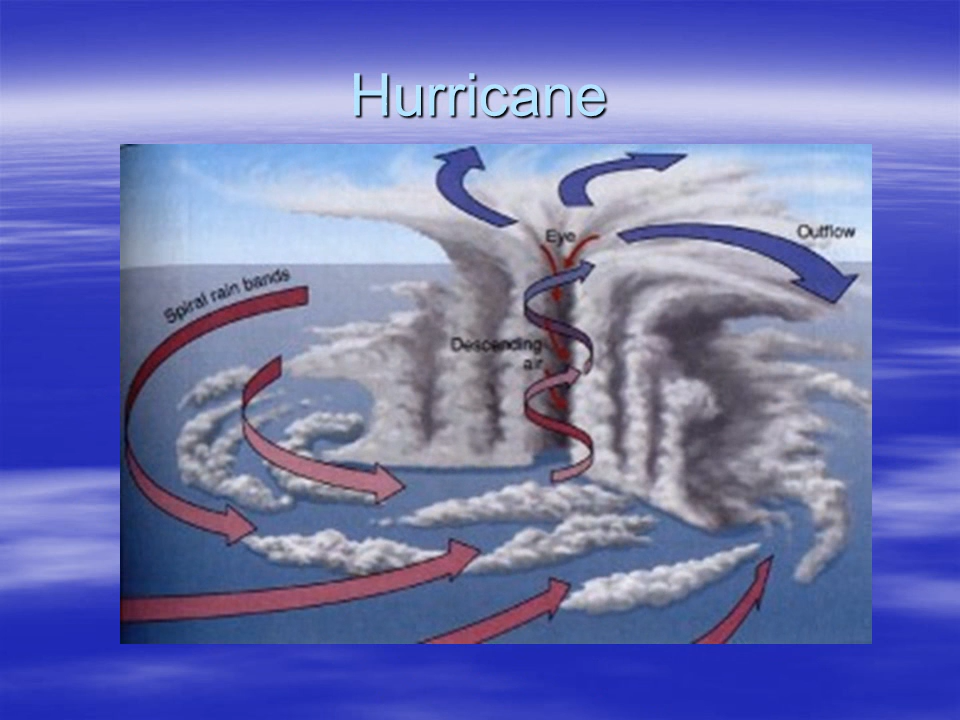 Hurricane
Eye
Outflow
Spiral rain bands
Descending
air